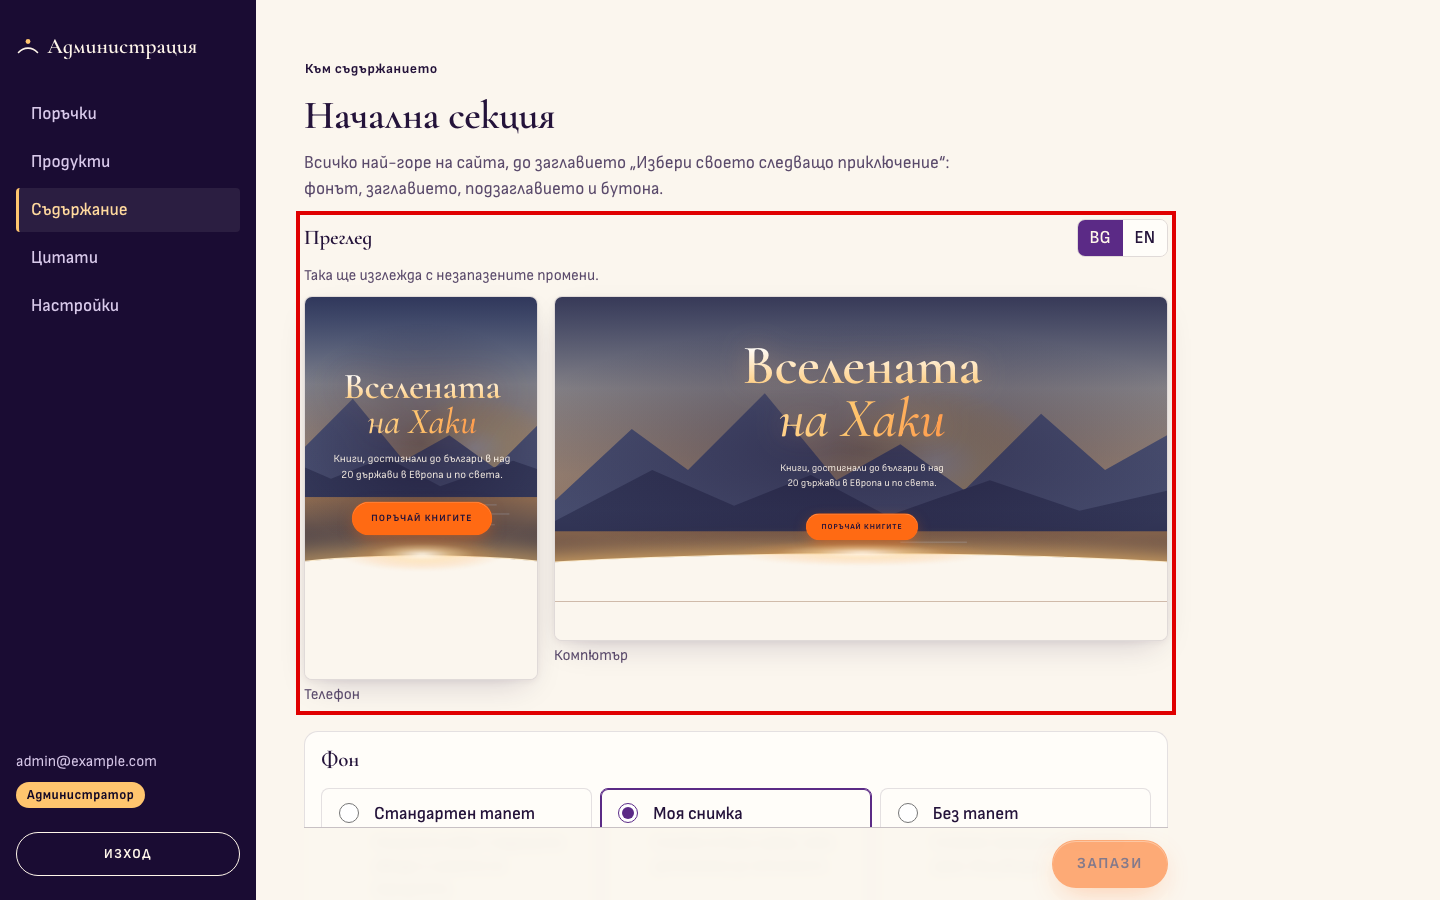 Администрация
Поръчки
Продукти
Съдържание
Цитати
Настройки
admin@example.com
Администратор
ИЗХОД
Към съдържанието
Начална секция
Всичко най-горе на сайта, до заглавието „Избери своето следващо приключение“:
фонът, заглавието, подзаглавието и бутона.
Преглед
BG
EN
Така ще изглежда с незапазените промени.
Вселената
на Хаки
Книги, достигнали до българи в над
20 държави в Европа и по света.
ПОРЪЧАЙ КНИГИТЕ
Телефон
Вселената
на Хаки
Книги, достигнали до българи в над
20 държави в Европа и по света.
ПОРЪЧАЙ КНИГИТЕ
Компютър
Фон
Стандартен тапет
Моя снимка
Без тапет
ЗАПАЗИ